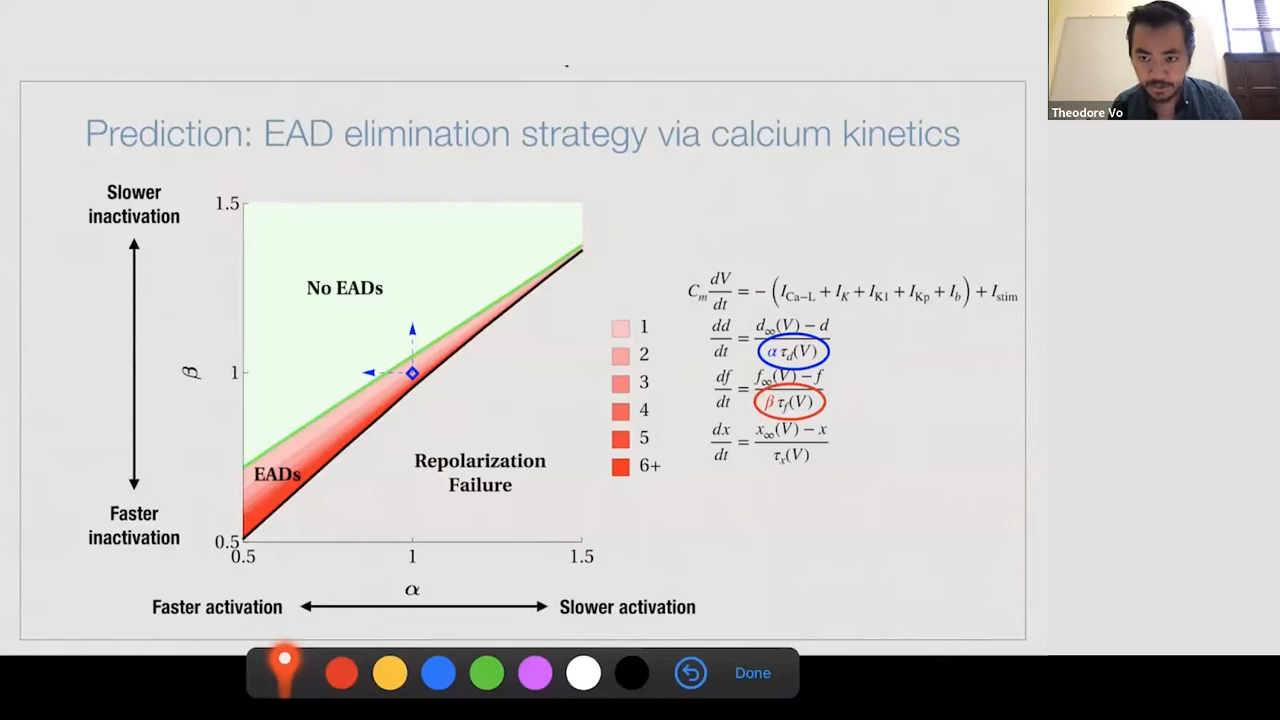 Theodore Vo
Prediction: EAD elimination strategy via calcium kinetics
Slower
inactivation
Faster
inactivation
1.5
1
0.5
β
No EADs
EADs
Repolarization
Failure
0.5
1
1.5
α
Faster activation
Slower activation
1
2
3
4
5
6+
C_m dV/dt = −(I_Ca−L + I_K + I_K1 + I_Kp + I_b) + I_stim
dd/dt = (d_∞(V) − d)/(α τ_d(V))
df/dt = (f_∞(V) − f)/(β τ_f(V))
dx/dt = (x_∞(V) − x)/(τ_x(V))
Done